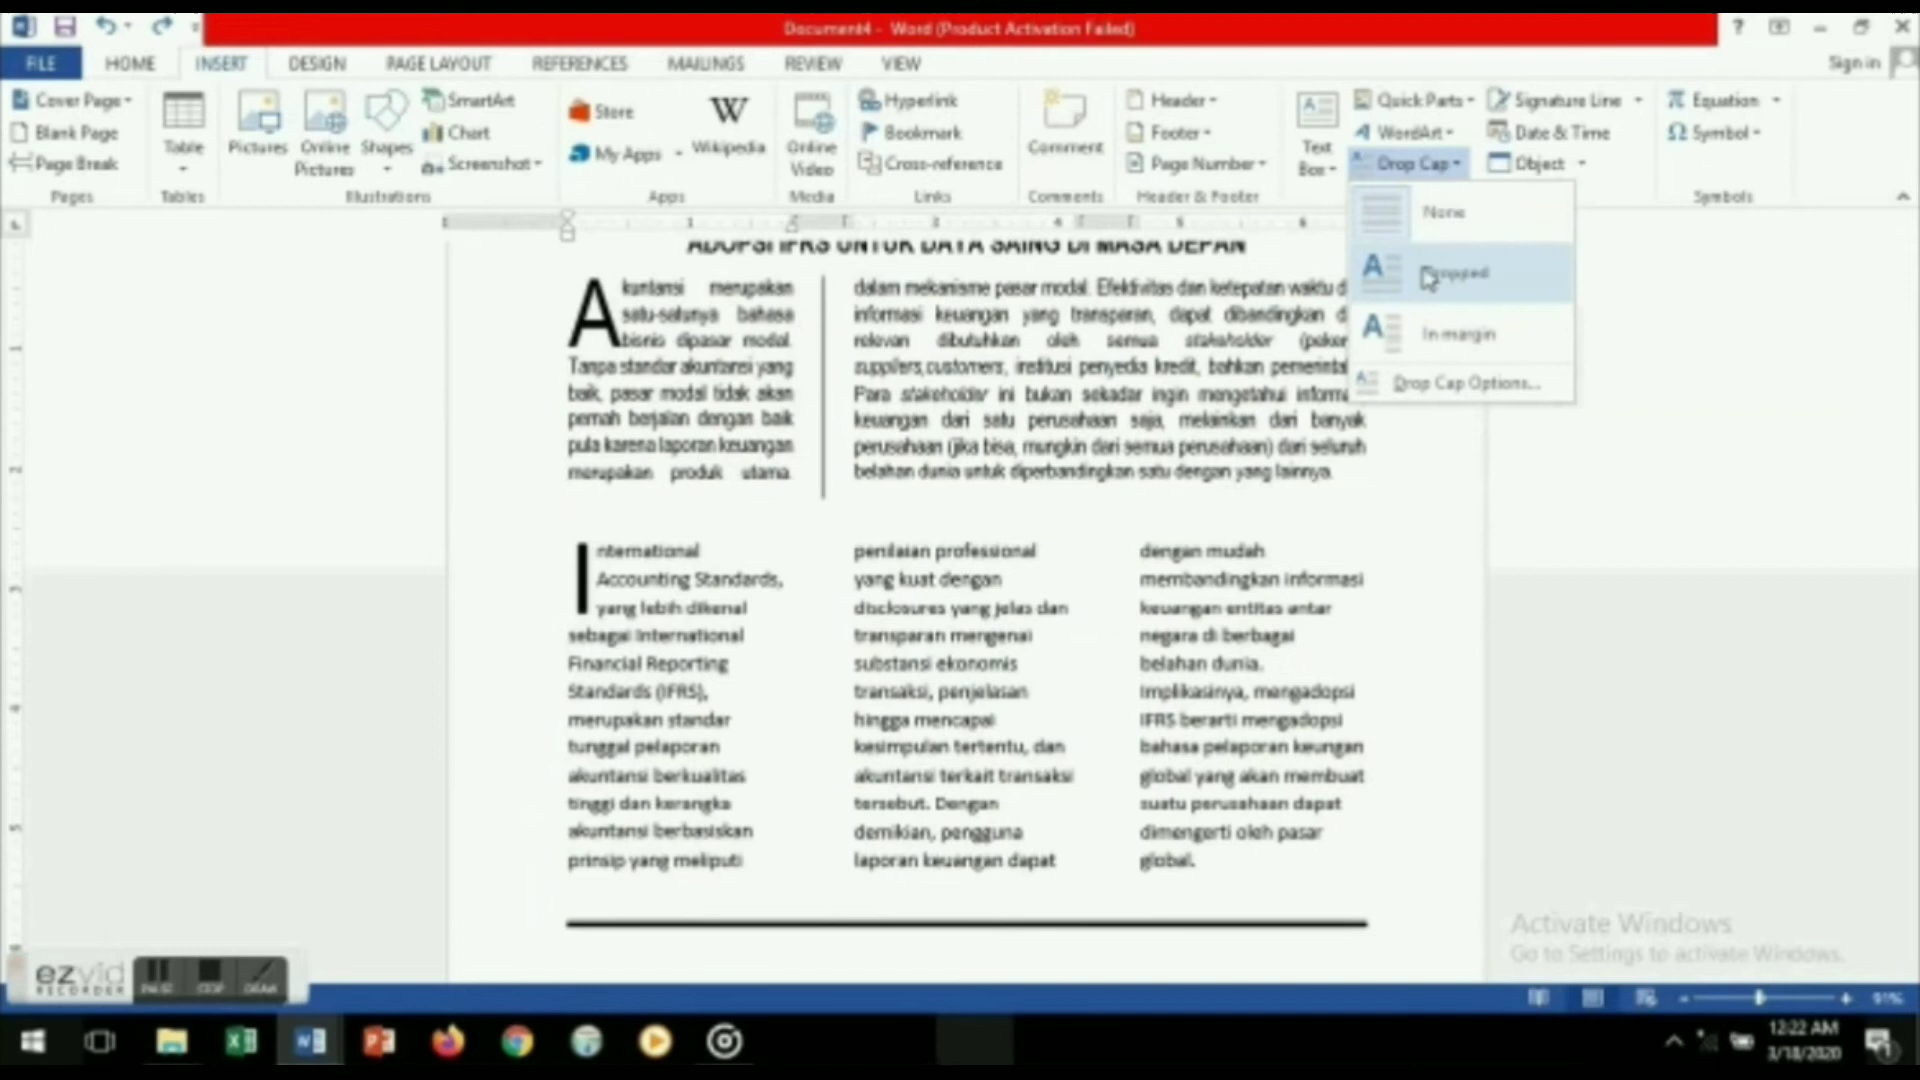 Document4 - Word (Product Activation Failed)
FILE HOME INSERT DESIGN PAGE LAYOUT REFERENCES MAILINGS REVIEW VIEW Sign in
Cover Page
Blank Page
Page Break
Pages
Table
Tables
Pictures
Online Pictures
Shapes
SmartArt
Chart
Screenshot
Illustrations
Store
My Apps
Wikipedia
Apps
Online Video
Media
Hyperlink
Bookmark
Cross-reference
Links
Comment
Comments
Header
Footer
Page Number
Header & Footer
Text Box
Quick Parts
WordArt
Drop Cap
Signature Line
Date & Time
Object
Equation
Symbol
Symbols
None
Dropped
In margin
Drop Cap Options...
ADOPSI IFRS UNTUK DAYA SAING DI MASA DEPAN
Akuntansi merupakan
satu-satunya bahasa
bisnis dipasar modal.
Tanpa standar akuntansi yang
baik, pasar modal tidak akan
pernah berjalan dengan baik
pula karena laporan keuangan
merupakan produk utama
dalam mekanisme pasar modal. Efektivitas dan ketepatan waktu d
informasi keuangan yang transparan, dapat dibandingkan d
relevan dibutuhkan oleh semua stakeholder (peker
suppliers,customers, institusi penyedia kredit, bahkan pemerinta
Para stakeholder ini bukan sekadar ingin mengetahui inform
keuangan dari satu perusahaan saja, melainkan dari banyak
perusahaan (jika bisa, mungkin dari semua perusahaan) dari seluruh
belahan dunia untuk diperbandingkan satu dengan yang lainnya.
International
Accounting Standards,
yang lebih dikenal
sebagai International
Financial Reporting
Standards (IFRS),
merupakan standar
tunggal pelaporan
akuntansi berkualitas
tinggi dan kerangka
akuntansi berbasiskan
prinsip yang meliputi
penilaian professional
yang kuat dengan
disclosures yang jelas dan
transparan mengenai
substansi ekonomis
transaksi, penjelasan
hingga mencapai
kesimpulan tertentu, dan
akuntansi terkait transaksi
tersebut. Dengan
demikian, pengguna
laporan keuangan dapat
dengan mudah
membandingkan informasi
keuangan entitas antar
negara di berbagai
belahan dunia.
Implikasinya, mengadopsi
IFRS berarti mengadopsi
bahasa pelaporan keungan
global yang akan membuat
suatu perusahaan dapat
dimengerti oleh pasar
global.
Activate Windows
Go to Settings to activate Windows.
ezvid
RECORDER
PAUSE STOP DRAW
91%
12:22 AM
3/18/2020